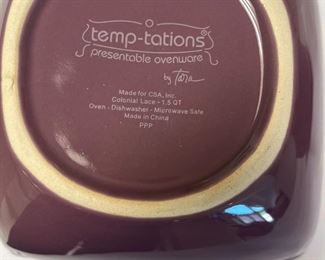 temp-tations®
presentable ovenware
by Tara
Made for CSA, Inc.
Colonial Lace - 1.5 QT
Oven - Dishwasher - Microwave Safe
Made in China
PPP